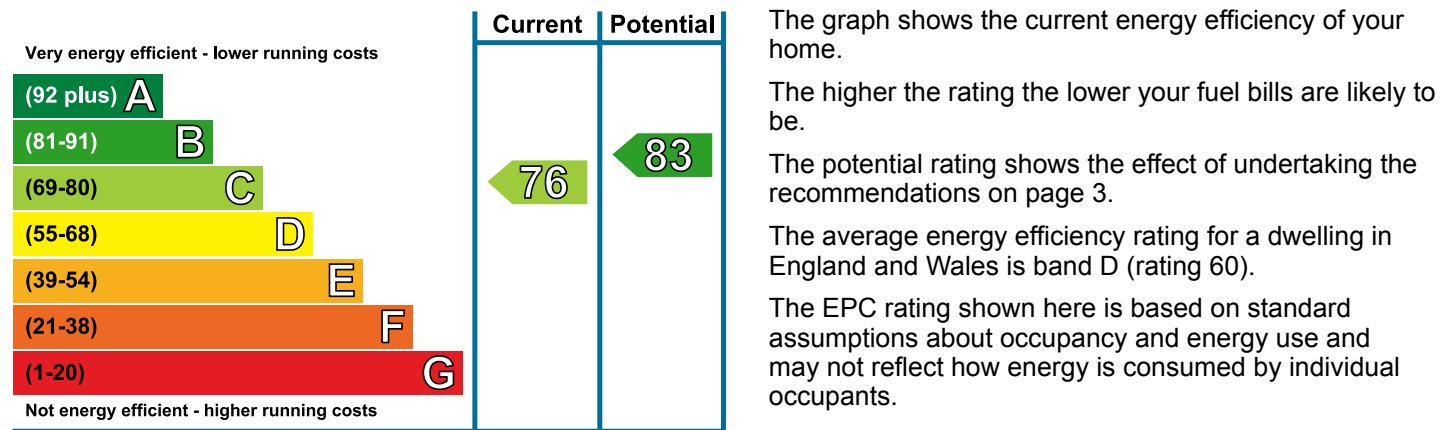 Current Potential
Very energy efficient - lower running costs
(92 plus) A
(81-91) B
(69-80) C
(55-68) D
(39-54) E
(21-38) F
(1-20) G
Not energy efficient - higher running costs
76
83
The graph shows the current energy efficiency of your
home.
The higher the rating the lower your fuel bills are likely to
be.
The potential rating shows the effect of undertaking the
recommendations on page 3.
The average energy efficiency rating for a dwelling in
England and Wales is band D (rating 60).
The EPC rating shown here is based on standard
assumptions about occupancy and energy use and
may not reflect how energy is consumed by individual
occupants.